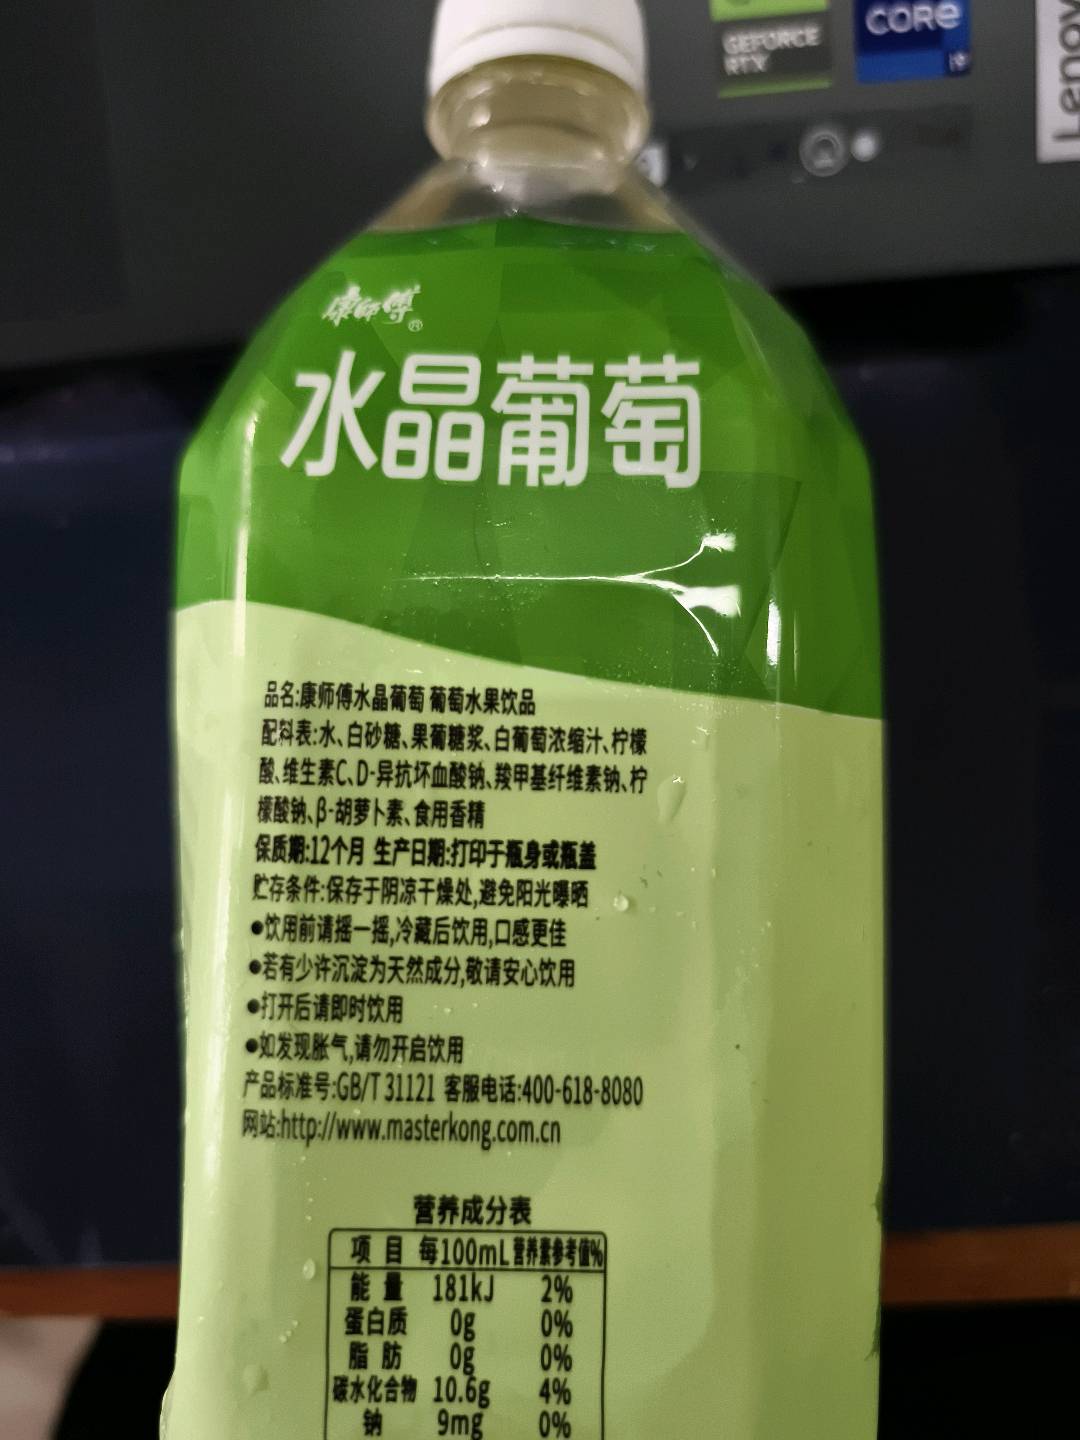 GEFORCE
RTX
CORE
i9
Lenov
康师傅®
水晶葡萄
品名:康师傅水晶葡萄 葡萄水果饮品
配料表:水、白砂糖、果葡糖浆、白葡萄浓缩汁、柠檬
酸、维生素C、D-异抗坏血酸钠、羧甲基纤维素钠、柠
檬酸钠、β-胡萝卜素、食用香精
保质期:12个月 生产日期:打印于瓶身或瓶盖
贮存条件:保存于阴凉干燥处,避免阳光曝晒
●饮用前请摇一摇,冷藏后饮用,口感更佳
●若有少许沉淀为天然成分,敬请安心饮用
●打开后请即时饮用
●如发现胀气,请勿开启饮用
产品标准号:GB/T 31121 客服电话:400-618-8080
网站:http://www.masterkong.com.cn
营养成分表
项 目 每100mL 营养素参考值%
能 量 181kJ 2%
蛋白质 0g 0%
脂 肪 0g 0%
碳水化合物 10.6g 4%
钠 9mg 0%